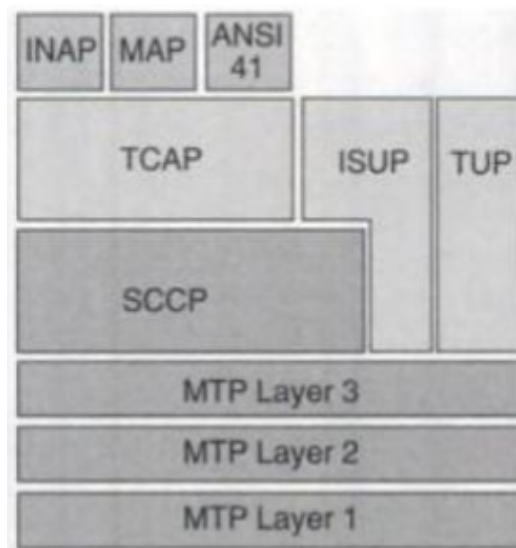 INAP
MAP
ANSI
41
TCAP
ISUP
TUP
SCCP
MTP Layer 3
MTP Layer 2
MTP Layer 1